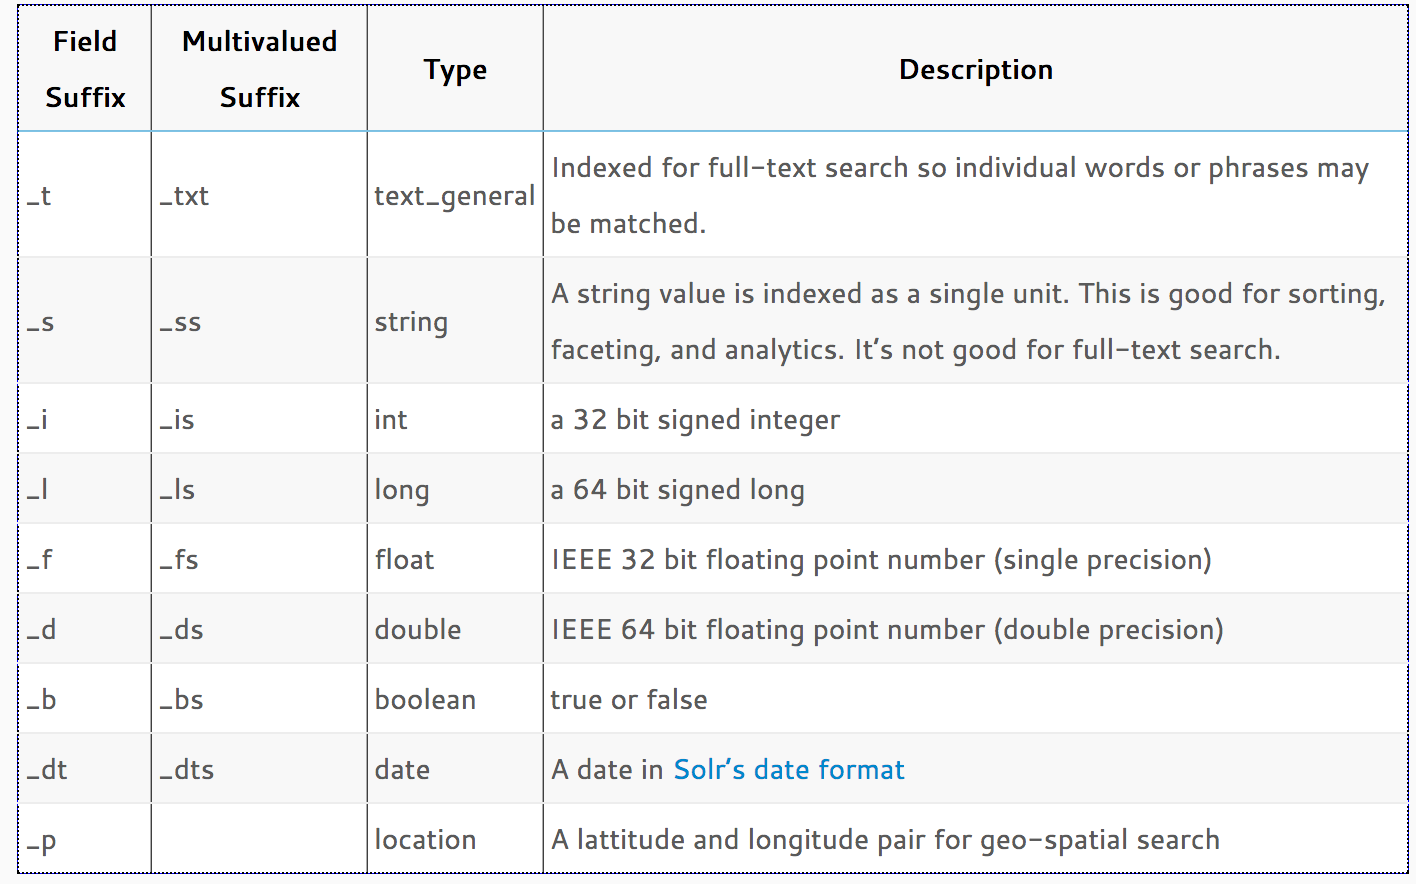 Field Suffix Multivalued Suffix Type Description
_t _txt text_general Indexed for full-text search so individual words or phrases may
be matched.
_s _ss string A string value is indexed as a single unit. This is good for sorting,
faceting, and analytics. It's not good for full-text search.
_i _is int a 32 bit signed integer
_l _ls long a 64 bit signed long
_f _fs float IEEE 32 bit floating point number (single precision)
_d _ds double IEEE 64 bit floating point number (double precision)
_b _bs boolean true or false
_dt _dts date A date in Solr's date format
_p location A lattitude and longitude pair for geo-spatial search